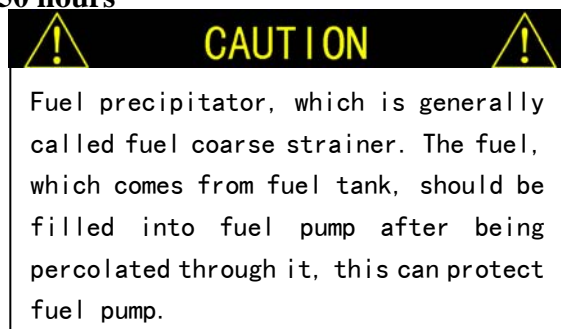 50 hours
CAUTION
Fuel precipitator, which is generally
called fuel coarse strainer. The fuel,
which comes from fuel tank, should be
filled into fuel pump after being
percolated through it, this can protect
fuel pump.